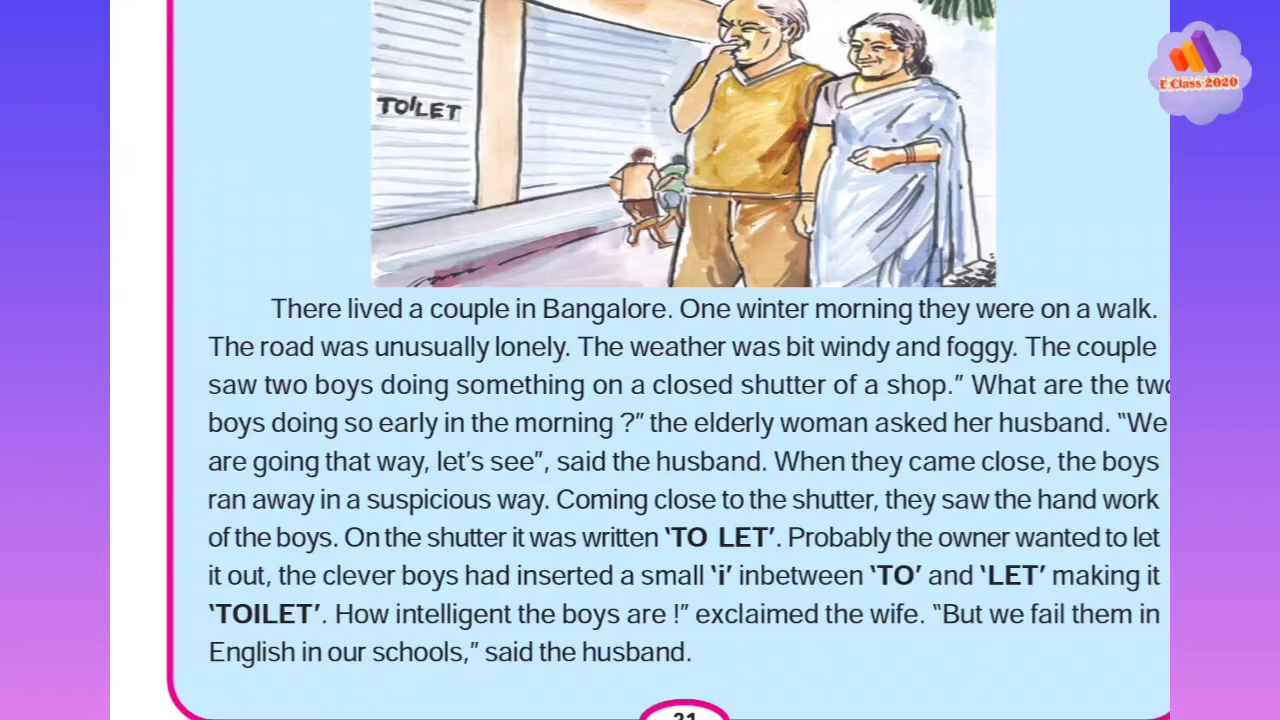 E Class 2020
TOiLET
There lived a couple in Bangalore. One winter morning they were on a walk.
The road was unusually lonely. The weather was bit windy and foggy. The couple
saw two boys doing something on a closed shutter of a shop.” What are the two
boys doing so early in the morning ?” the elderly woman asked her husband. “We
are going that way, let’s see”, said the husband. When they came close, the boys
ran away in a suspicious way. Coming close to the shutter, they saw the hand work
of the boys. On the shutter it was written ‘TO LET’. Probably the owner wanted to let
it out, the clever boys had inserted a small ‘i’ inbetween ‘TO’ and ‘LET’ making it
‘TOILET’. How intelligent the boys are !” exclaimed the wife. “But we fail them in
English in our schools,” said the husband.
21